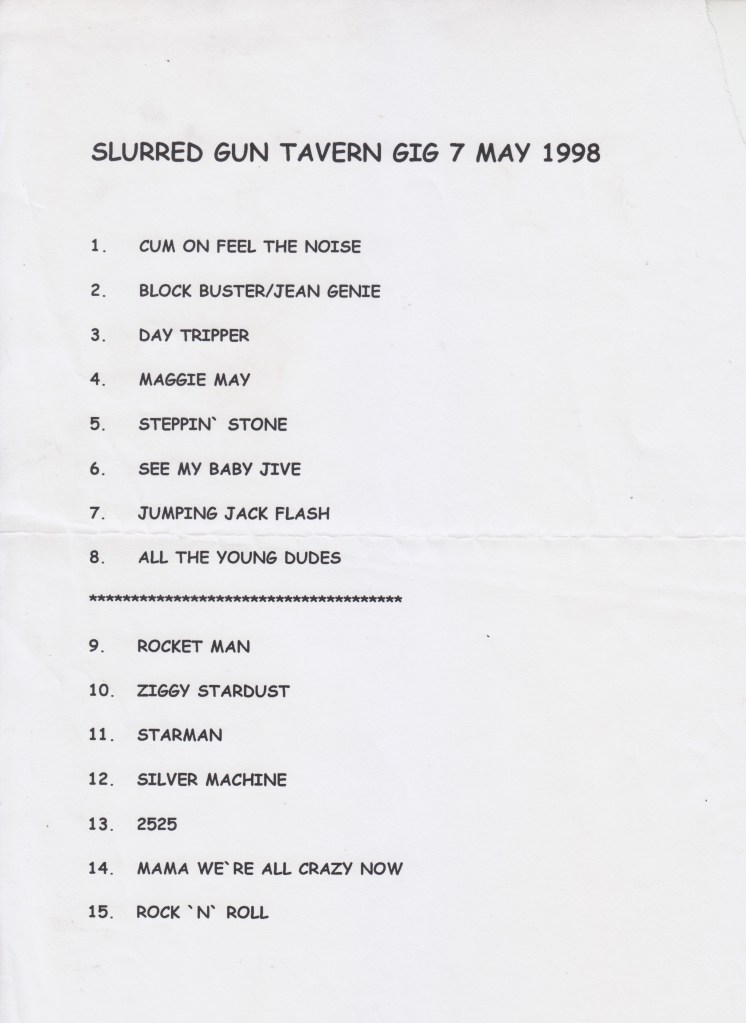 SLURRED GUN TAVERN GIG 7 MAY 1998
1. CUM ON FEEL THE NOISE
2. BLOCK BUSTER/JEAN GENIE
3. DAY TRIPPER
4. MAGGIE MAY
5. STEPPIN` STONE
6. SEE MY BABY JIVE
7. JUMPING JACK FLASH
8. ALL THE YOUNG DUDES
**************************************
9. ROCKET MAN
10. ZIGGY STARDUST
11. STARMAN
12. SILVER MACHINE
13. 2525
14. MAMA WE`RE ALL CRAZY NOW
15. ROCK `N` ROLL